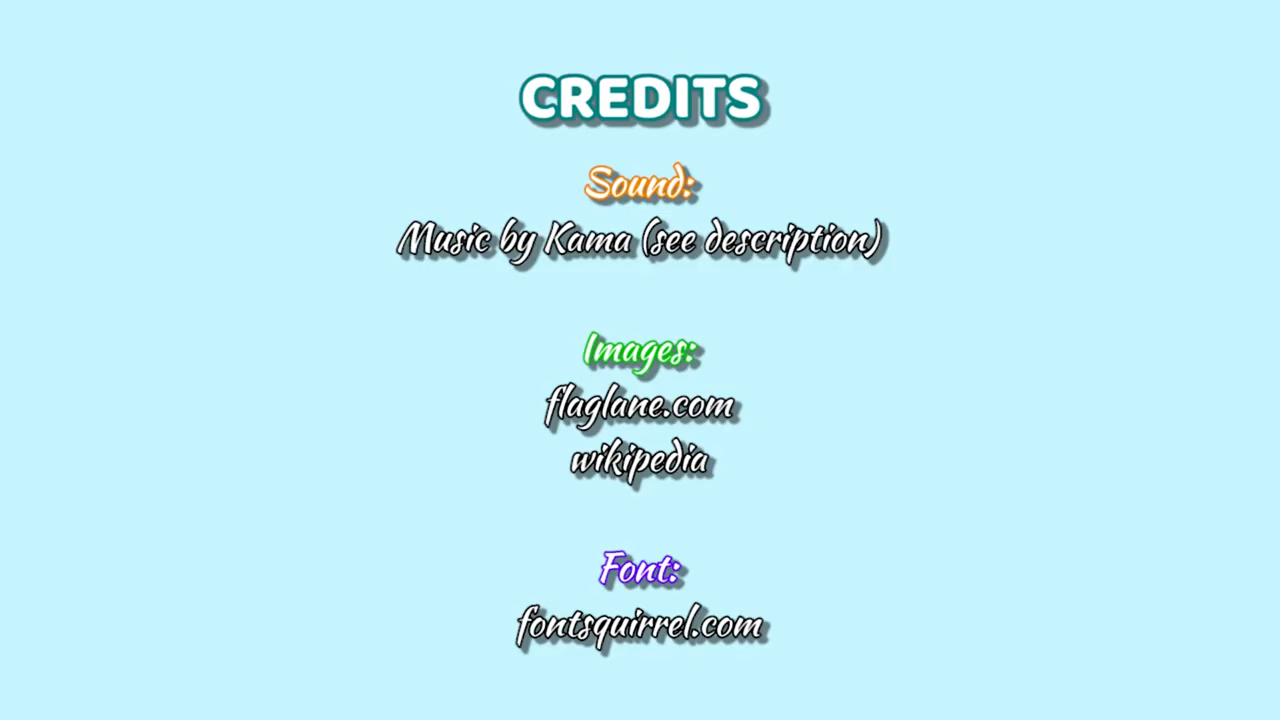 CREDITS
Sound:
Music by Kama (see description)
Images:
flaglane.com
wikipedia
Font:
fontsquirrel.com